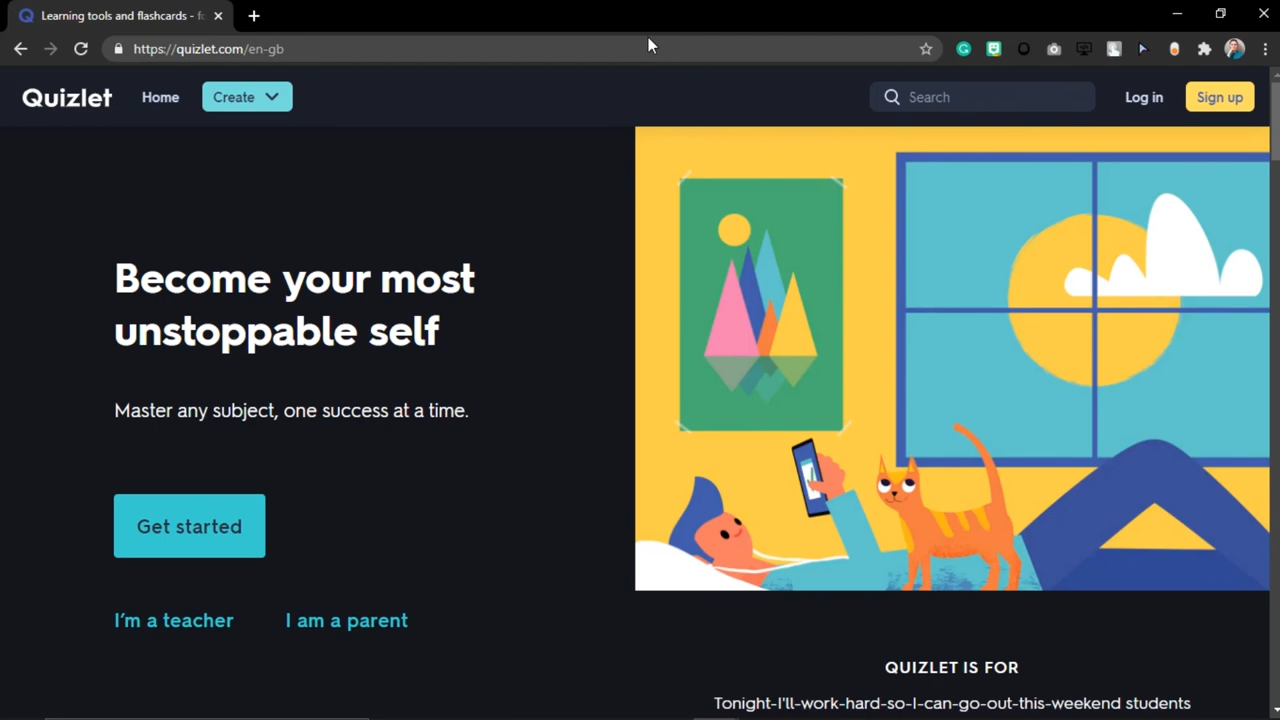 Learning tools and flashcards - fo
https://quizlet.com/en-gb
Quizlet
Home
Create
Search
Log in
Sign up
Become your most
unstoppable self
Master any subject, one success at a time.
Get started
I'm a teacher
I am a parent
QUIZLET IS FOR
Tonight-I'll-work-hard-so-I-can-go-out-this-weekend students